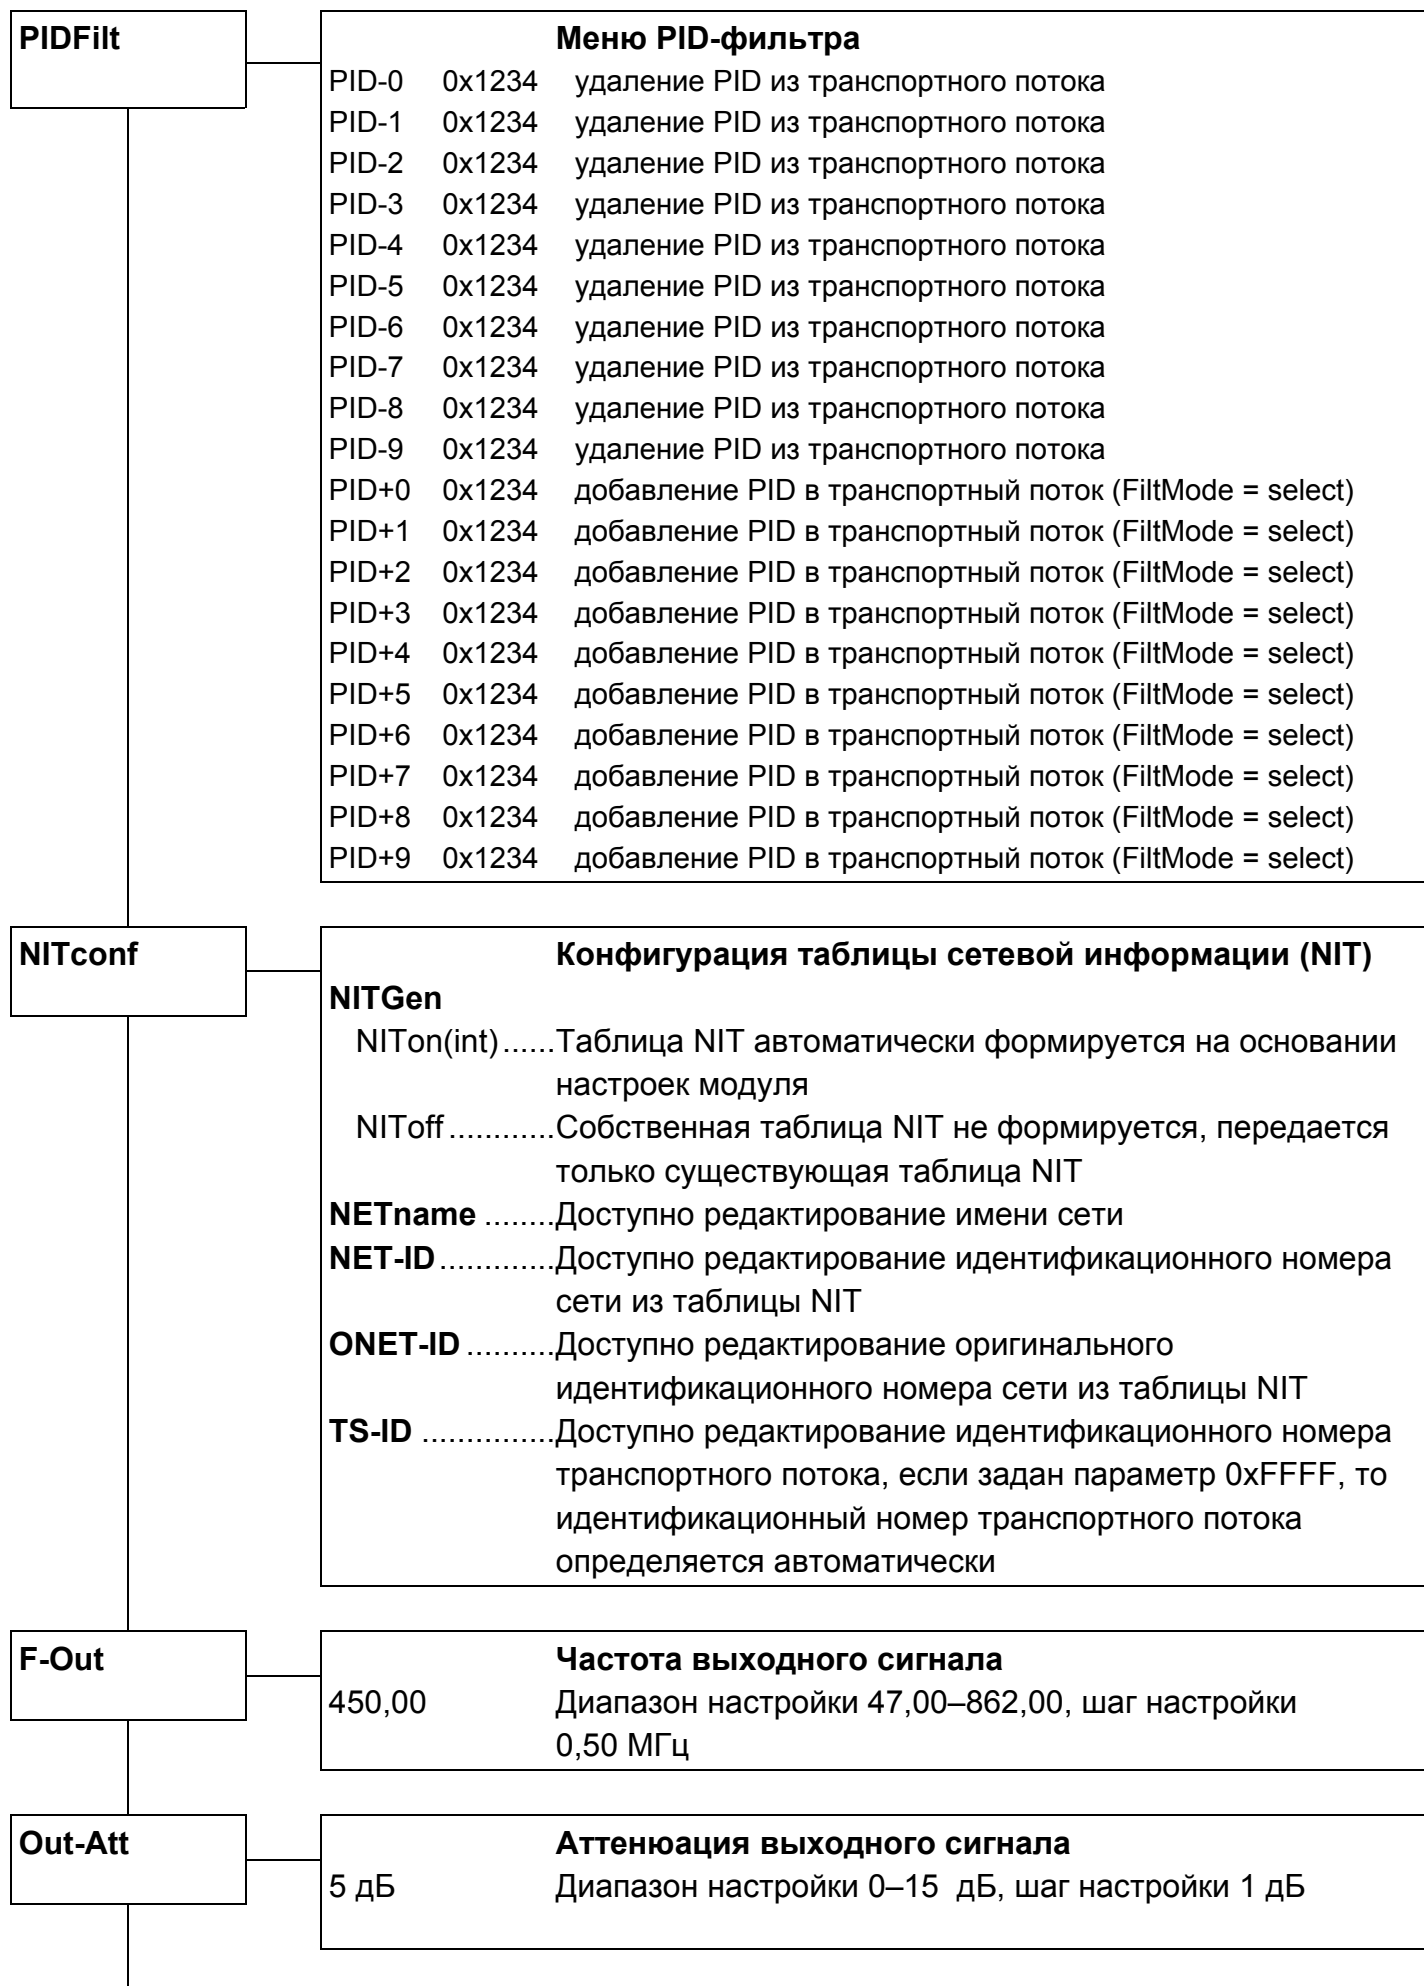 PIDFilt
Меню PID-фильтра
PID-0 0x1234 удаление PID из транспортного потока
PID-1 0x1234 удаление PID из транспортного потока
PID-2 0x1234 удаление PID из транспортного потока
PID-3 0x1234 удаление PID из транспортного потока
PID-4 0x1234 удаление PID из транспортного потока
PID-5 0x1234 удаление PID из транспортного потока
PID-6 0x1234 удаление PID из транспортного потока
PID-7 0x1234 удаление PID из транспортного потока
PID-8 0x1234 удаление PID из транспортного потока
PID-9 0x1234 удаление PID из транспортного потока
PID+0 0x1234 добавление PID в транспортный поток (FiltMode = select)
PID+1 0x1234 добавление PID в транспортный поток (FiltMode = select)
PID+2 0x1234 добавление PID в транспортный поток (FiltMode = select)
PID+3 0x1234 добавление PID в транспортный поток (FiltMode = select)
PID+4 0x1234 добавление PID в транспортный поток (FiltMode = select)
PID+5 0x1234 добавление PID в транспортный поток (FiltMode = select)
PID+6 0x1234 добавление PID в транспортный поток (FiltMode = select)
PID+7 0x1234 добавление PID в транспортный поток (FiltMode = select)
PID+8 0x1234 добавление PID в транспортный поток (FiltMode = select)
PID+9 0x1234 добавление PID в транспортный поток (FiltMode = select)
NITconf
Конфигурация таблицы сетевой информации (NIT)
NITGen
NITon(int)......Таблица NIT автоматически формируется на основании
настроек модуля
NIToff............Собственная таблица NIT не формируется, передается
только существующая таблица NIT
NETname ........Доступно редактирование имени сети
NET-ID.............Доступно редактирование идентификационного номера
сети из таблицы NIT
ONET-ID..........Доступно редактирование оригинального
идентификационного номера сети из таблицы NIT
TS-ID ...............Доступно редактирование идентификационного номера
транспортного потока, если задан параметр 0xFFFF, то
идентификационный номер транспортного потока
определяется автоматически
F-Out
Частота выходного сигнала
450,00 Диапазон настройки 47,00–862,00, шаг настройки
0,50 МГц
Out-Att
Аттенюация выходного сигнала
5 дБ Диапазон настройки 0–15 дБ, шаг настройки 1 дБ